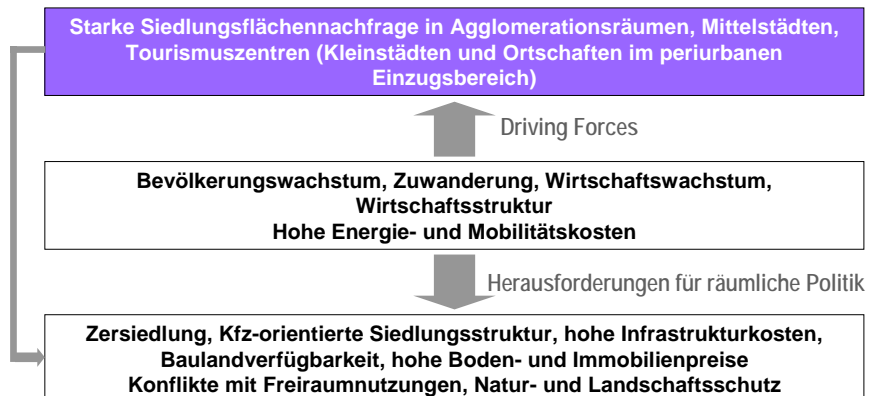 Starke Siedlungsflächennachfrage in Agglomerationsräumen, Mittelstädten,
Tourismuszentren (Kleinstädten und Ortschaften im periurbanen
Einzugsbereich)
Driving Forces
Bevölkerungswachstum, Zuwanderung, Wirtschaftswachstum,
Wirtschaftsstruktur
Hohe Energie- und Mobilitätskosten
Herausforderungen für räumliche Politik
Zersiedlung, Kfz-orientierte Siedlungsstruktur, hohe Infrastrukturkosten,
Baulandverfügbarkeit, hohe Boden- und Immobilienpreise
Konflikte mit Freiraumnutzungen, Natur- und Landschaftsschutz